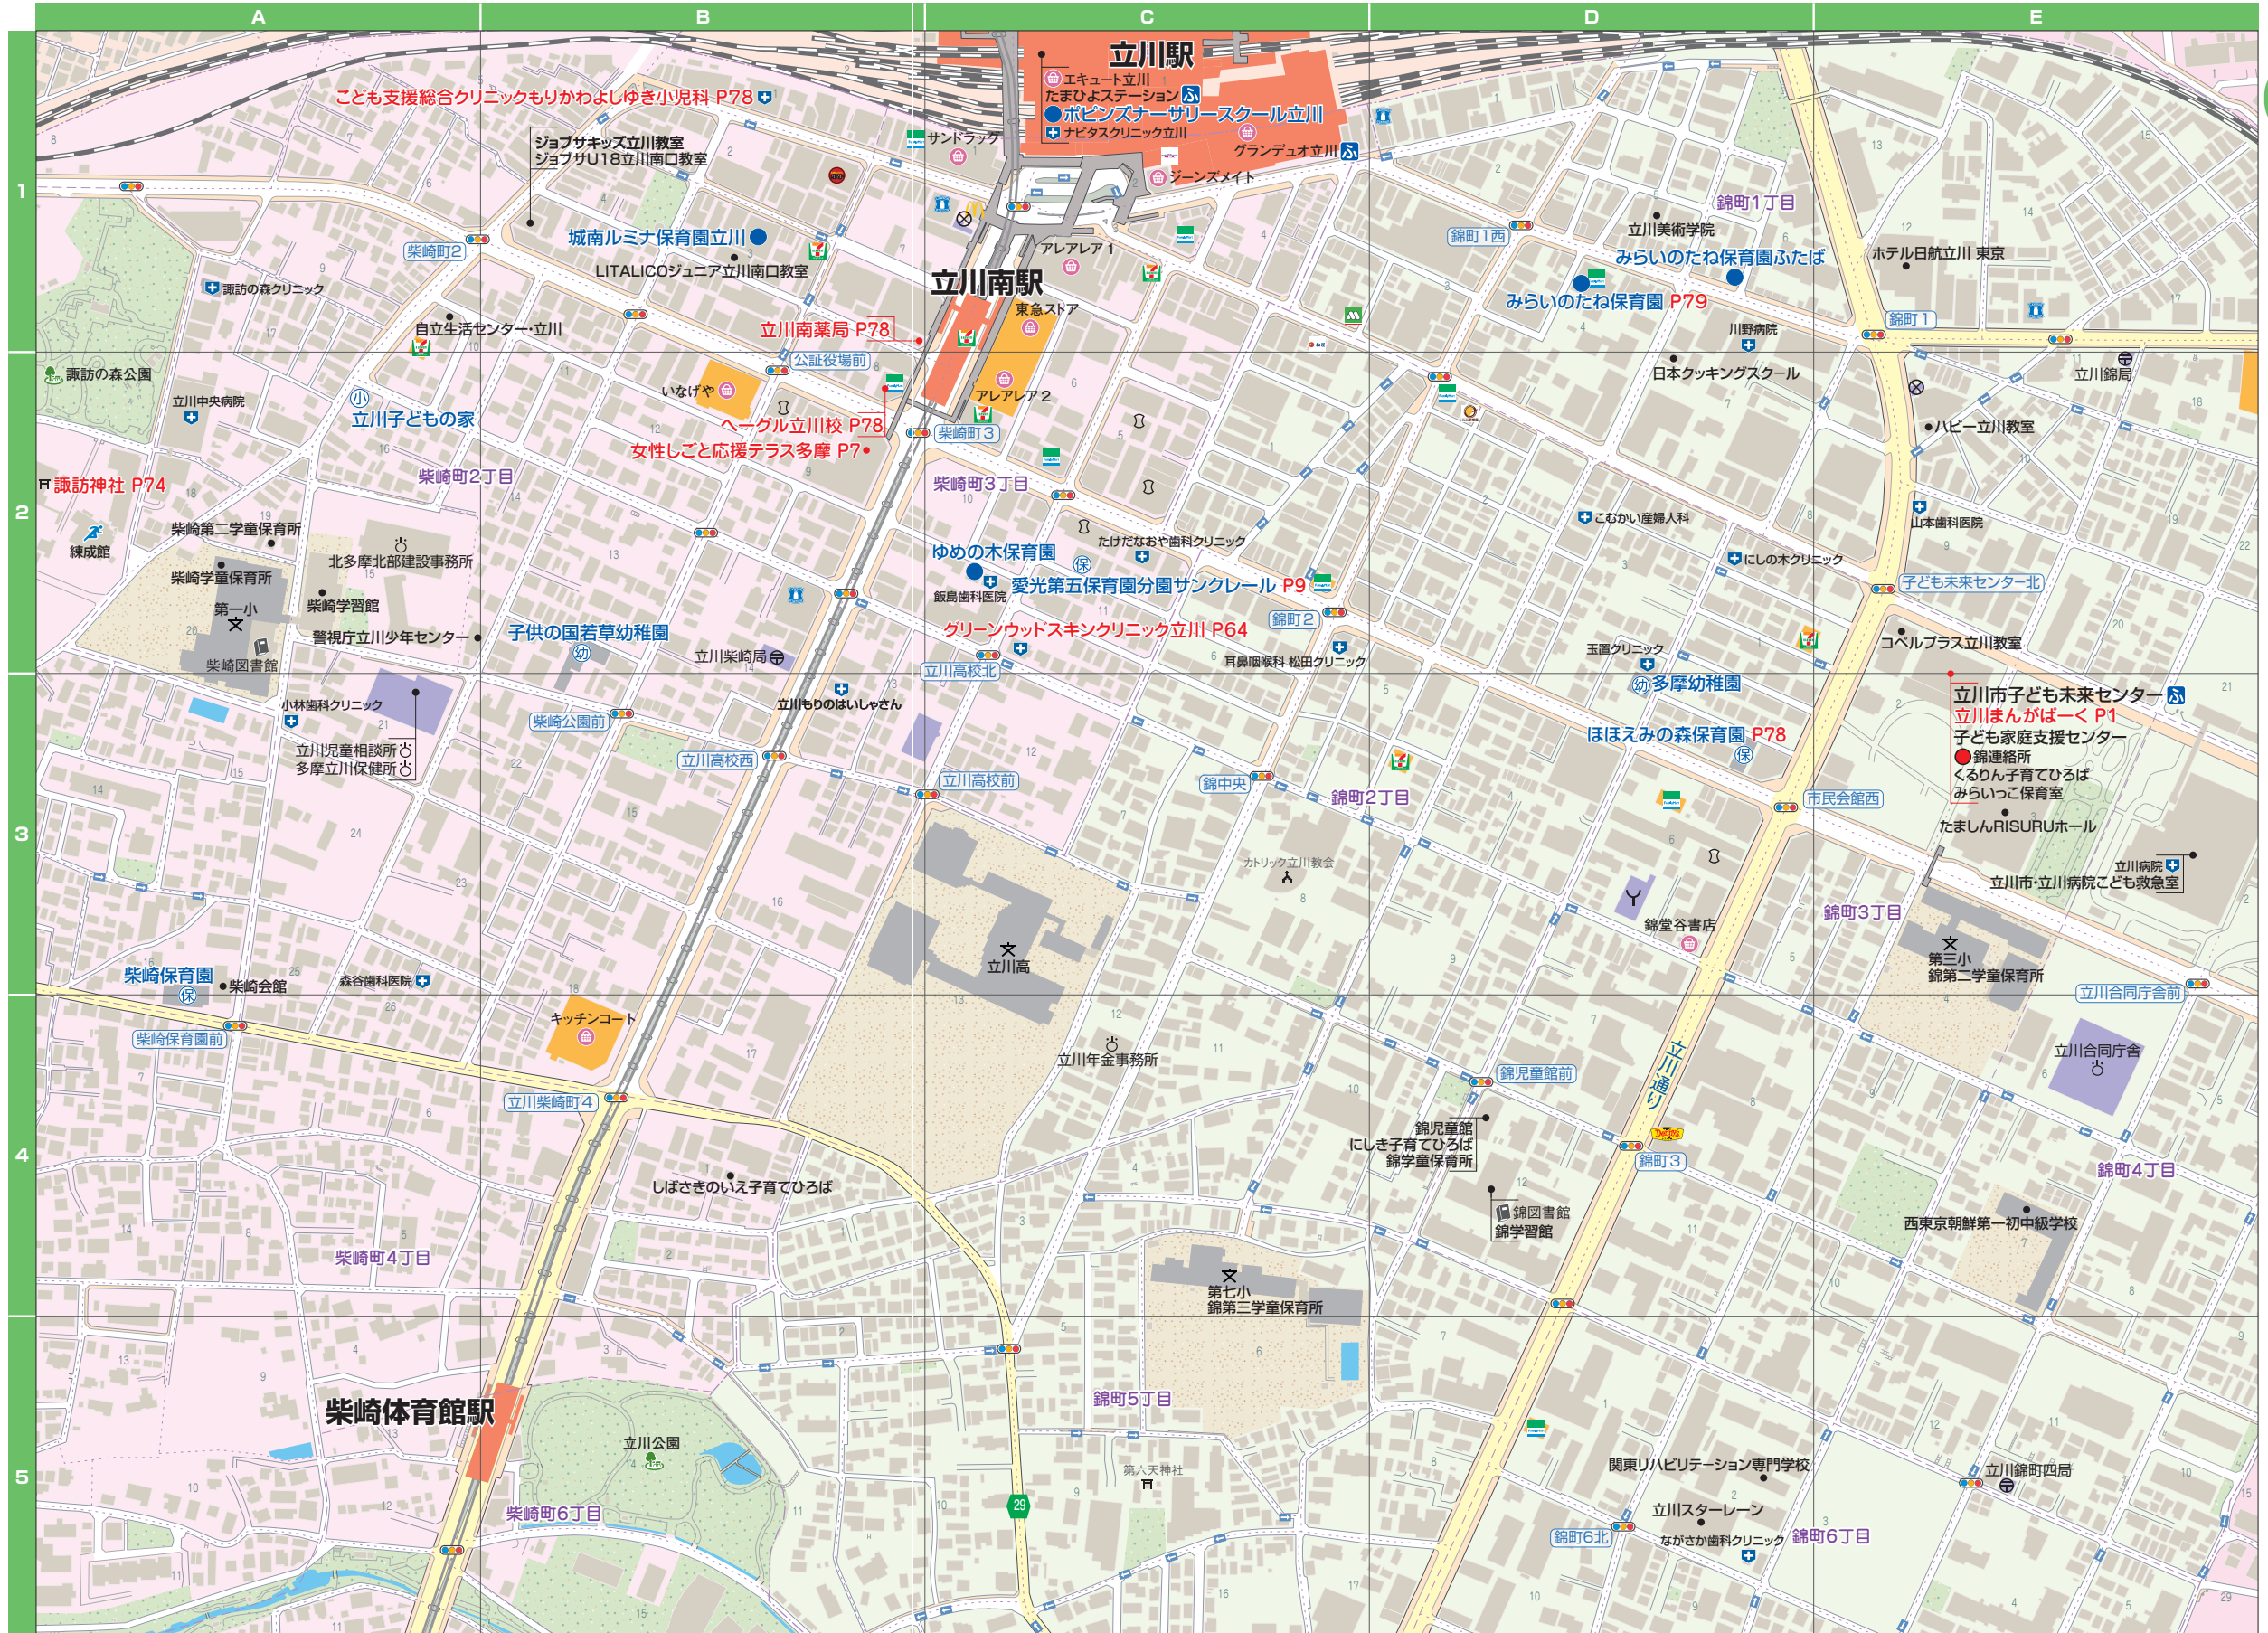 A
B
C
D
E
1
2
3
4
5
立川駅
エキュート立川
たまひよステーション
ポピンズナーサリースクール立川
ナビタスクリニック立川
グランデュオ立川
ジーンズメイト
サンドラッグ
こども支援総合クリニックもりかわよしゆき小児科 P78
ジョブサキッズ立川教室
ジョブサU18立川南口教室
城南ルミナ保育園立川
LITALICOジュニア立川南口教室
柴崎町2
諏訪の森クリニック
自立生活センター・立川
アレアレア1
立川南駅
東急ストア
立川南薬局 P78
公証役場前
いなげや
アレアレア2
ヘーグル立川校 P78
柴崎町3
女性しごと応援テラス多摩 P7
錦町1丁目
立川美術学院
錦町1西
みらいのたね保育園ふたば
みらいのたね保育園 P79
川野病院
日本クッキングスクール
ホテル日航立川 東京
錦町1
立川錦局
ハピー立川教室
諏訪の森公園
立川中央病院
小
立川子どもの家
諏訪神社 P74
練成館
柴崎町2丁目
柴崎町3丁目
柴崎第二学童保育所
柴崎学童保育所
北多摩北部建設事務所
第一小
柴崎学習館
警視庁立川少年センター
柴崎図書館
子供の国若草幼稚園
幼
立川柴崎局
ゆめの木保育園
保
たけだなおや歯科クリニック
飯島歯科医院
愛光第五保育園分園サンクレール P9
グリーンウッドスキンクリニック立川 P64
錦町2
立川高校北
耳鼻咽喉科 松田クリニック
こむかい産婦人科
にしの木クリニック
山本歯科医院
子ども未来センター北
コペルプラス立川教室
玉置クリニック
幼 多摩幼稚園
小林歯科クリニック
立川児童相談所
多摩立川保健所
柴崎公園前
立川もりのはいしゃさん
立川高校西
立川高校前
錦中央
錦町2丁目
ほほえみの森保育園 P78
保
市民会館西
立川市子ども未来センター
立川まんがぱーく P1
子ども家庭支援センター
錦連絡所
くるりん子育てひろば
みらいっこ保育室
たましんRISURUホール
立川病院
立川市・立川病院こども救急室
カトリック立川教会
錦堂谷書店
錦町3丁目
第三小
錦第二学童保育所
立川合同庁舎前
立川高
柴崎保育園
保
柴崎会館
森谷歯科医院
柴崎保育園前
キッチンコート
立川年金事務所
立川合同庁舎
立川通り
錦児童館前
立川柴崎町4
錦児童館
にしき子育てひろば
錦学童保育所
Denny's
錦町3
錦町4丁目
しばさきのいえ子育てひろば
錦図書館
錦学習館
西東京朝鮮第一初中級学校
柴崎町4丁目
第七小
錦第三学童保育所
柴崎体育館駅
錦町5丁目
立川公園
第六天神社
29
柴崎町6丁目
関東リハビリテーション専門学校
立川錦町四局
立川スターレーン
錦町6北
ながさか歯科クリニック
錦町6丁目